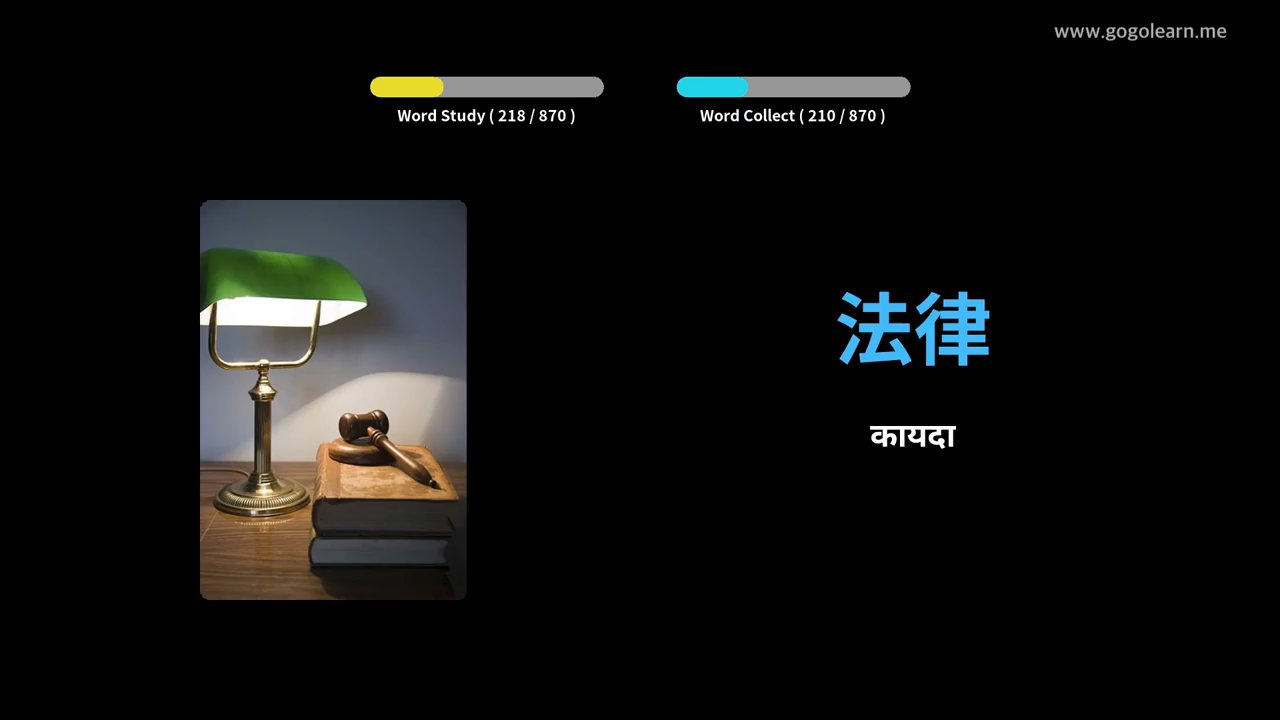 www.gogolearn.me
Word Study ( 218 / 870 )
Word Collect ( 210 / 870 )
法律
कायदा